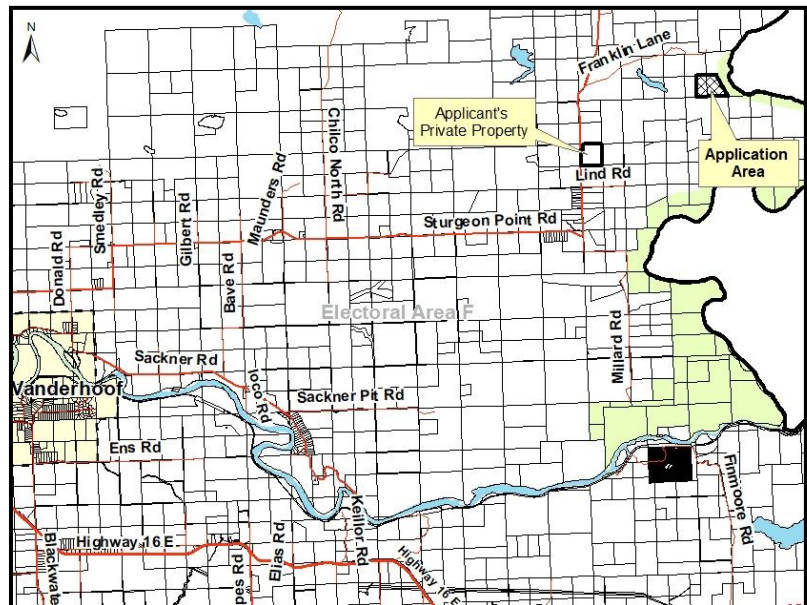 N
Franklin Lane
Applicant's
Private Property
Application
Area
Lind Rd
Chilco North Rd
Maunders Rd
Smedley Rd
Gilbert Rd
Sturgeon Point Rd
Donald Rd
Bave Rd
Electoral Area F
Millard Rd
Sackner Rd
Vanderhoof
Ioco Rd
Sackner Pit Rd
Ens Rd
Finmoore Rd
Keillor Rd
Highway 16 E
Elias Rd
Highway 16 E